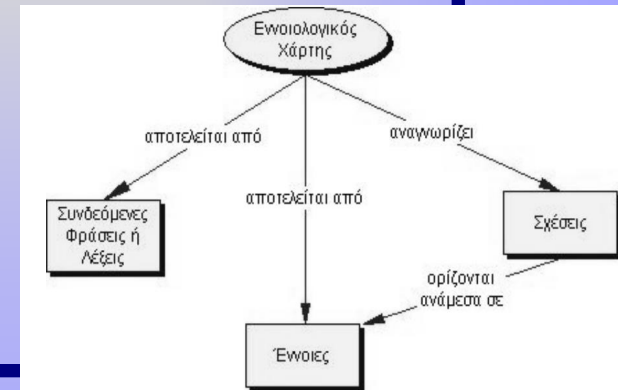 Εννοιολογικός
Χάρτης
αποτελείται από
αναγνωρίζει
αποτελείται από
Συνδεόμενες
Φράσεις ή
Λέξεις
Σχέσεις
ορίζονται
ανάμεσα σε
Έννοιες